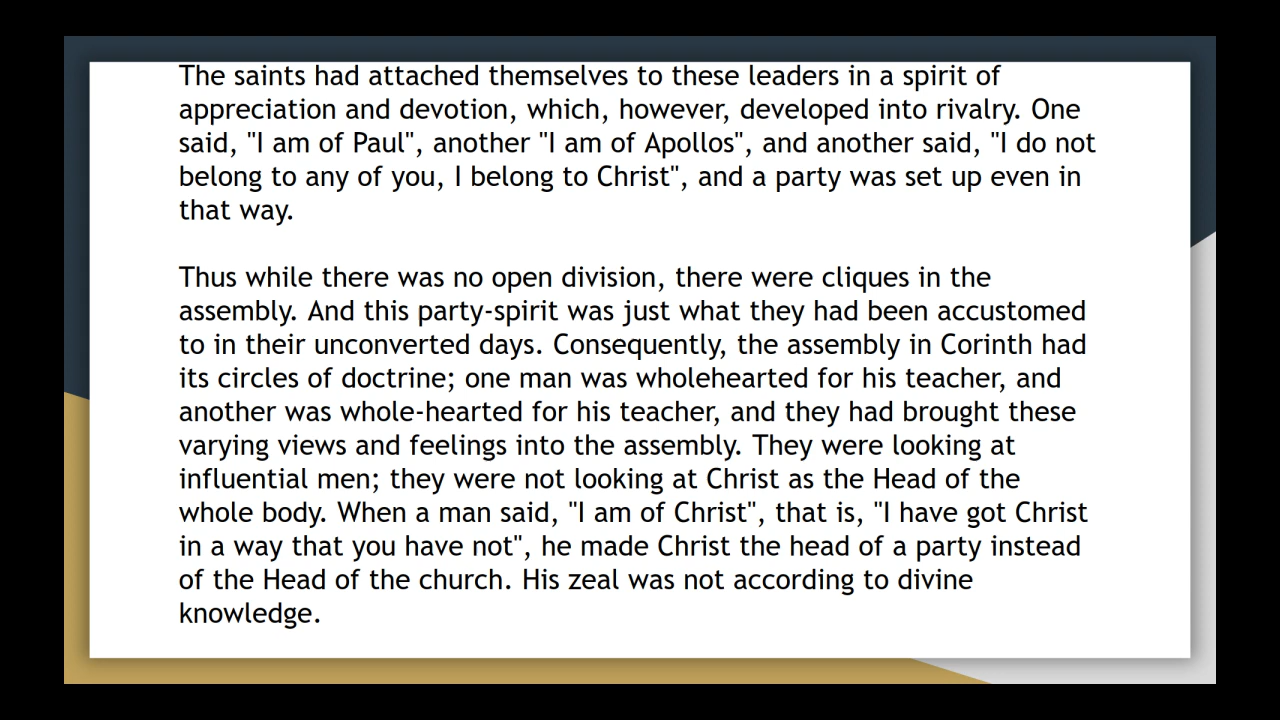 The saints had attached themselves to these leaders in a spirit of
appreciation and devotion, which, however, developed into rivalry. One
said, "I am of Paul", another "I am of Apollos", and another said, "I do not
belong to any of you, I belong to Christ", and a party was set up even in
that way.
Thus while there was no open division, there were cliques in the
assembly. And this party-spirit was just what they had been accustomed
to in their unconverted days. Consequently, the assembly in Corinth had
its circles of doctrine; one man was wholehearted for his teacher, and
another was whole-hearted for his teacher, and they had brought these
varying views and feelings into the assembly. They were looking at
influential men; they were not looking at Christ as the Head of the
whole body. When a man said, "I am of Christ", that is, "I have got Christ
in a way that you have not", he made Christ the head of a party instead
of the Head of the church. His zeal was not according to divine
knowledge.